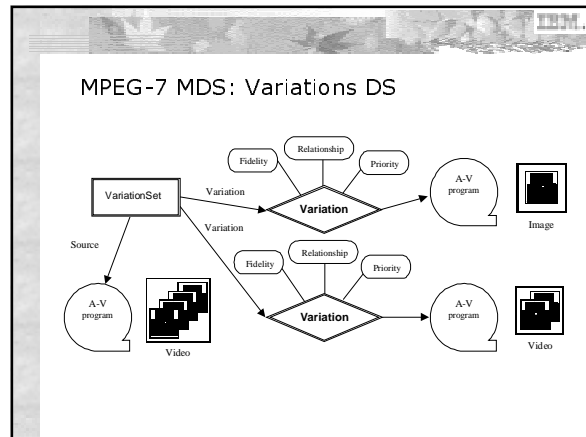 IBM
MPEG-7 MDS: Variations DS
Relationship
Fidelity
Priority
A-V
program
VariationSet
Variation
Variation
Image
Variation
Relationship
Source
Fidelity
Priority
A-V
program
A-V
program
Variation
Video
Video